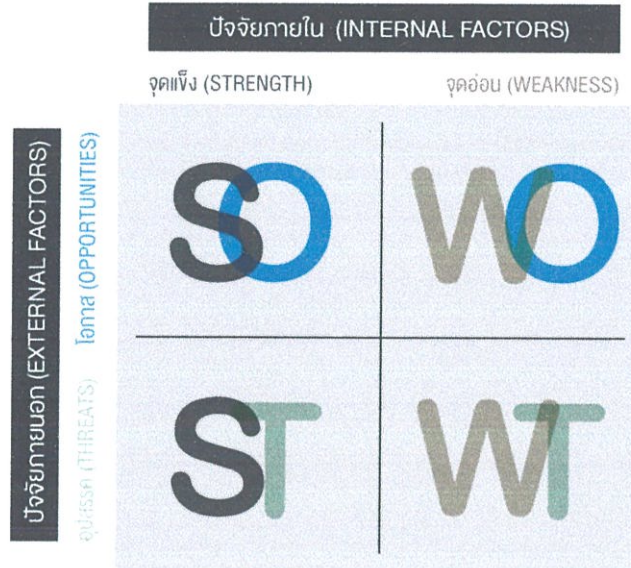 ปัจจัยภายใน (INTERNAL FACTORS)
จุดแข็ง (STRENGTH)
จุดอ่อน (WEAKNESS)
ปัจจัยภายนอก (EXTERNAL FACTORS)
โอกาส (OPPORTUNITIES)
อุปสรรค (THREATS)
SO
WO
ST
WT